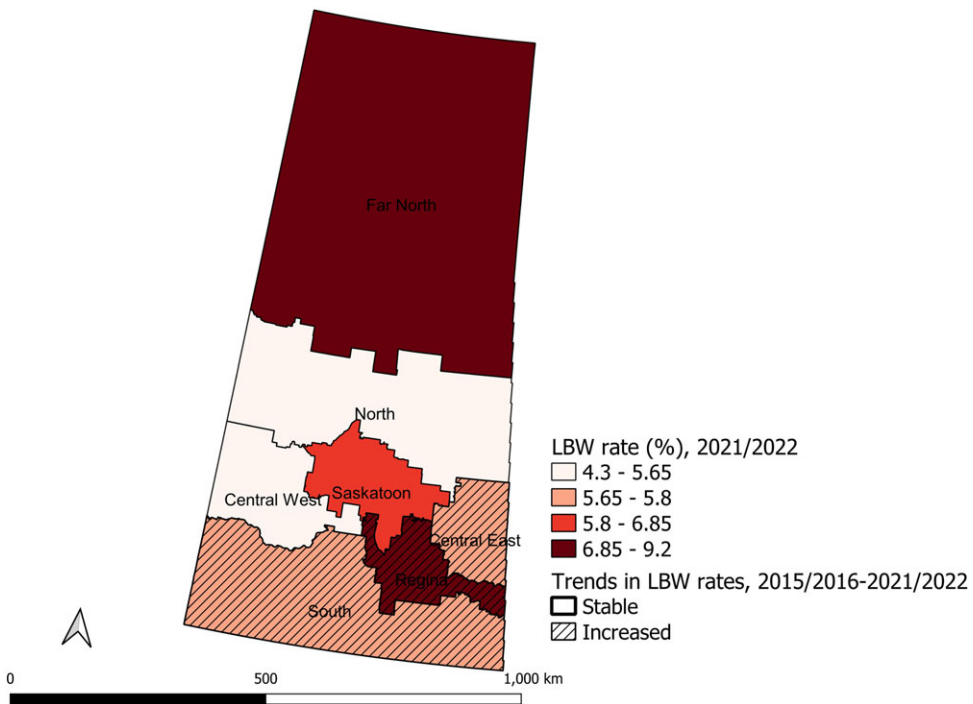 Far North
North
Central West
Saskatoon
Central East
Regina
South
LBW rate (%), 2021/2022
4.3 - 5.65
5.65 - 5.8
5.8 - 6.85
6.85 - 9.2
Trends in LBW rates, 2015/2016-2021/2022
Stable
Increased
0 500 1,000 km